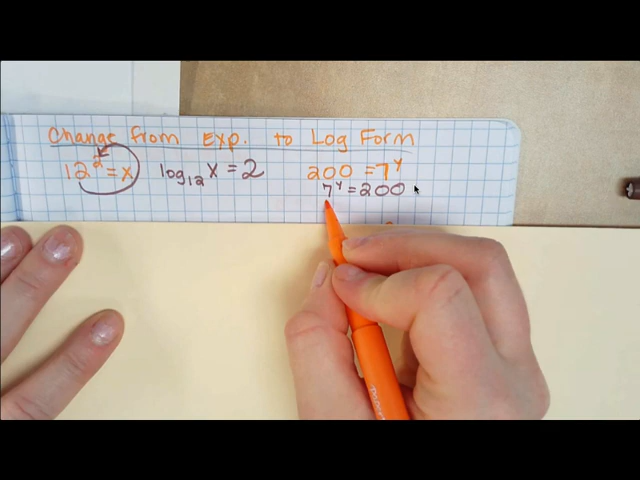 Change from Exp. to Log Form
12² = x log₁₂ x = 2 200 = 7ʸ
7ʸ = 200